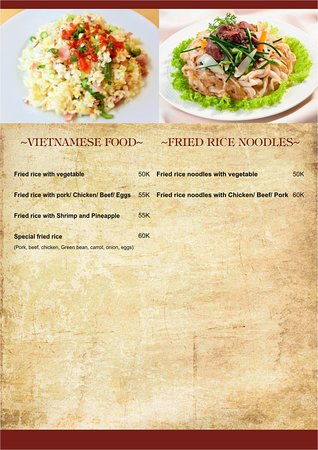 ~VIETNAMESE FOOD~
Fried rice with vegetable 50K
Fried rice with pork/ Chicken/ Beef/ Eggs 55K
Fried rice with Shrimp and Pineapple 55K
Special fried rice 60K
(Pork, beef, chicken, Green bean, carrot, onion, eggs)
~FRIED RICE NOODLES~
Fried rice noodles with vegetable 50K
Fried rice noodles with Chicken/ Beef/ Pork 60K